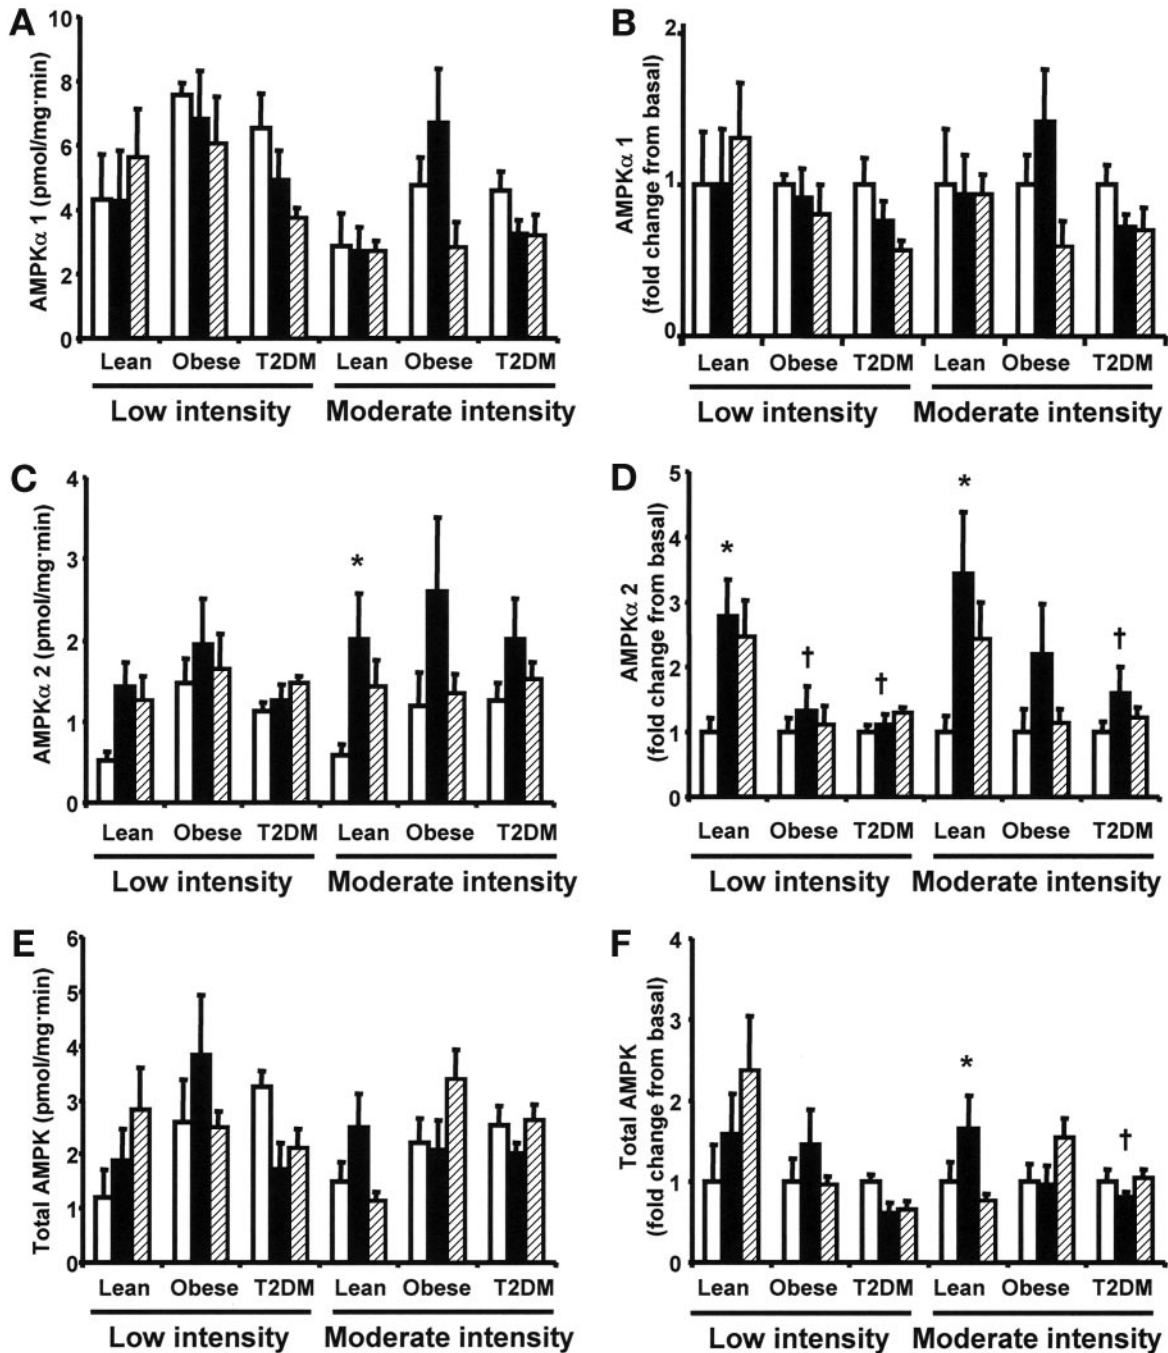 A
AMPKα 1 (pmol/mg·min)
10
8
6
4
2
0
Lean Obese T2DM Lean Obese T2DM
Low intensity Moderate intensity
B
AMPKα 1
(fold change from basal)
2
1
0
Lean Obese T2DM Lean Obese T2DM
Low intensity Moderate intensity
C
AMPKα 2 (pmol/mg·min)
4
3
2
1
0
*
Lean Obese T2DM Lean Obese T2DM
Low intensity Moderate intensity
D
AMPKα 2
(fold change from basal)
5
4
3
2
1
0
* † † * †
Lean Obese T2DM Lean Obese T2DM
Low intensity Moderate intensity
E
Total AMPK (pmol/mg·min)
6
5
4
3
2
1
0
Lean Obese T2DM Lean Obese T2DM
Low intensity Moderate intensity
F
Total AMPK
(fold change from basal)
4
3
2
1
0
* †
Lean Obese T2DM Lean Obese T2DM
Low intensity Moderate intensity